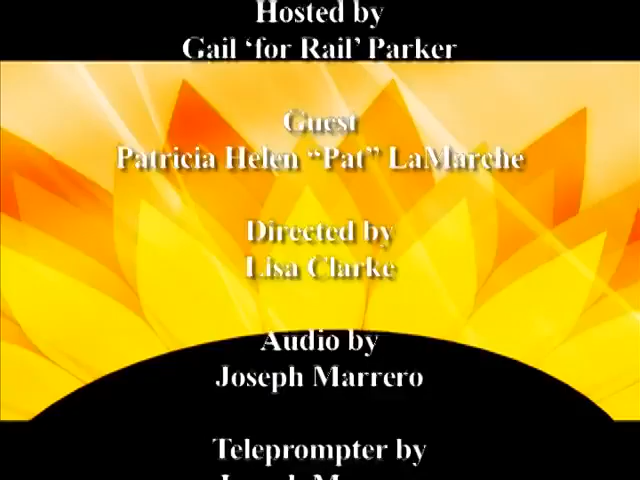 Hosted by
Gail ‘for Rail’ Parker
Guest
Patricia Helen “Pat” LaMarche
Directed by
Lisa Clarke
Audio by
Joseph Marrero
Teleprompter by